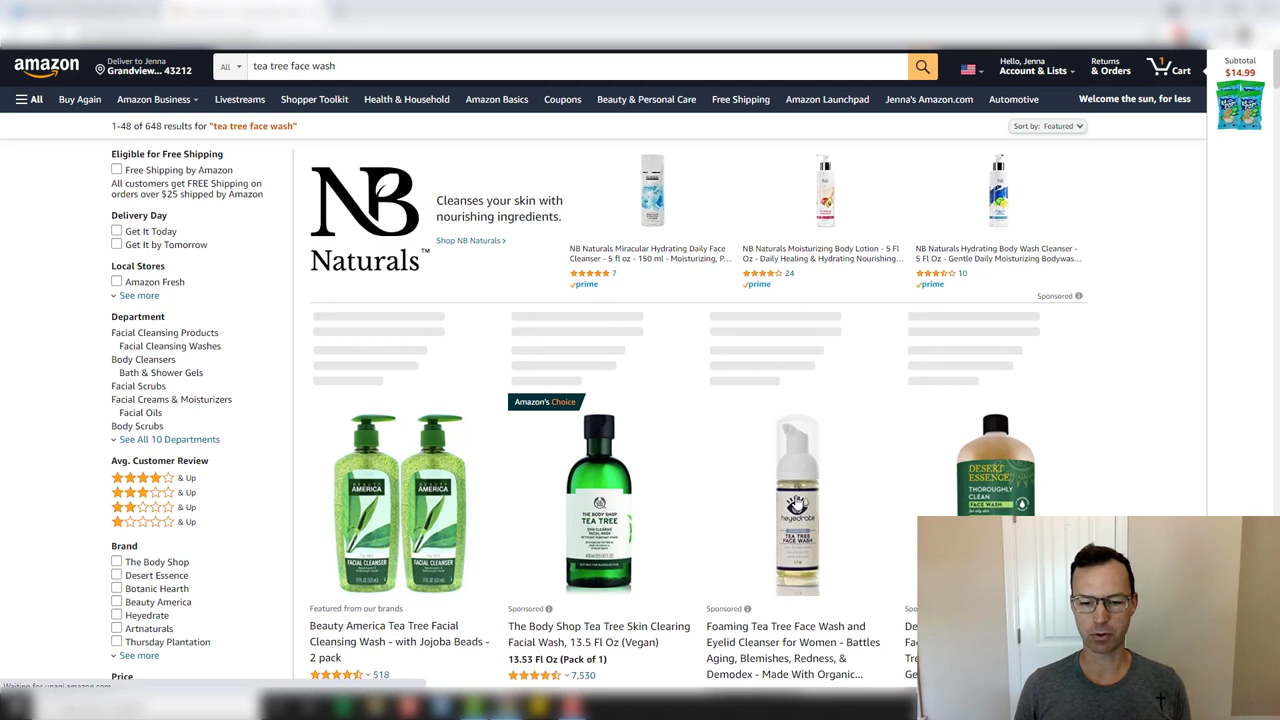 amazon
Deliver to Jenna
Grandview... 43212
All
tea tree face wash
Hello, Jenna
Account & Lists
Returns
& Orders
1
Cart
Subtotal
$14.99
All
Buy Again
Amazon Business
Livestreams
Shopper Toolkit
Health & Household
Amazon Basics
Coupons
Beauty & Personal Care
Free Shipping
Amazon Launchpad
Jenna's Amazon.com
Automotive
Welcome the sun, for less
1-48 of 648 results for "tea tree face wash"
Sort by: Featured
Eligible for Free Shipping
Free Shipping by Amazon
All customers get FREE Shipping on
orders over $25 shipped by Amazon
Delivery Day
Get It Today
Get It by Tomorrow
Local Stores
Amazon Fresh
See more
Department
Facial Cleansing Products
Facial Cleansing Washes
Body Cleansers
Bath & Shower Gels
Facial Scrubs
Facial Creams & Moisturizers
Facial Oils
Body Scrubs
See All 10 Departments
Avg. Customer Review
& Up
& Up
& Up
& Up
Brand
The Body Shop
Desert Essence
Botanic Hearth
Beauty America
Heyedrate
Artnaturals
Thursday Plantation
See more
Price
NB
Naturals™
Cleanses your skin with
nourishing ingredients.
Shop NB Naturals ›
NB Naturals Miracular Hydrating Daily Face
Cleanser - 5 fl oz - 150 ml - Moisturizing, P...
7
prime
NB Naturals Moisturizing Body Lotion - 5 Fl
Oz - Daily Healing & Hydrating Nourishing...
24
prime
NB Naturals Hydrating Body Wash Cleanser -
5 Fl Oz - Gentle Daily Moisturizing Bodywas...
10
prime
Sponsored
Amazon's Choice
BEAUTY
AMERICA
FACIAL CLEANSER
BEAUTY
AMERICA
FACIAL CLEANSER
THE BODY SHOP
TEA TREE
heyedrate
TEA TREE
FACE WASH
DESERT
ESSENCE
THOROUGHLY
CLEAN
FACE WASH
Featured from our brands
Beauty America Tea Tree Facial
Cleansing Wash - with Jojoba Beads -
2 pack
518
Sponsored
The Body Shop Tea Tree Skin Clearing
Facial Wash, 13.5 Fl Oz (Vegan)
13.53 Fl Oz (Pack of 1)
7,530
Sponsored
Foaming Tea Tree Face Wash and
Eyelid Cleanser for Women - Battles
Aging, Blemishes, Redness, &
Demodex - Made With Organic...